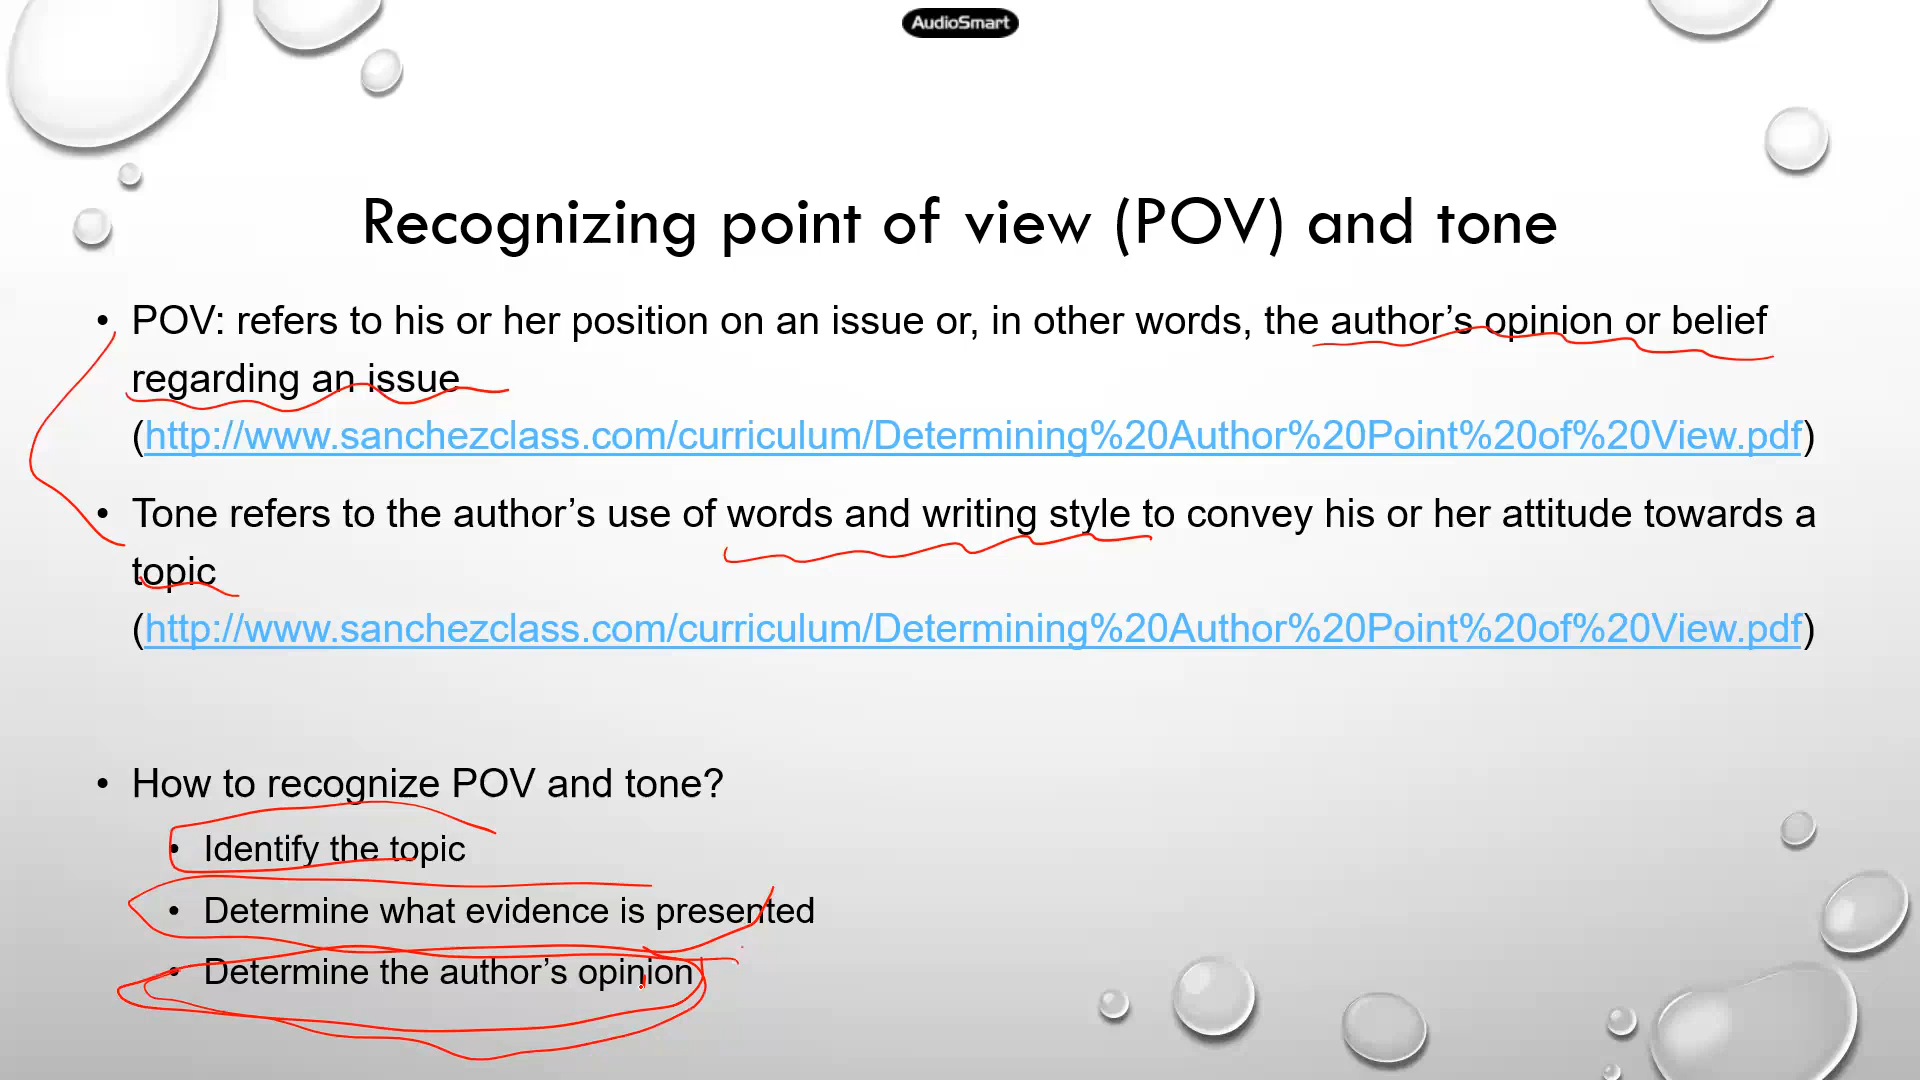 AudioSmart
Recognizing point of view (POV) and tone
• POV: refers to his or her position on an issue or, in other words, the author’s opinion or belief
regarding an issue
(http://www.sanchezclass.com/curriculum/Determining%20Author%20Point%20of%20View.pdf)
• Tone refers to the author’s use of words and writing style to convey his or her attitude towards a
topic
(http://www.sanchezclass.com/curriculum/Determining%20Author%20Point%20of%20View.pdf)
• How to recognize POV and tone?
• Identify the topic
• Determine what evidence is presented
• Determine the author’s opinion